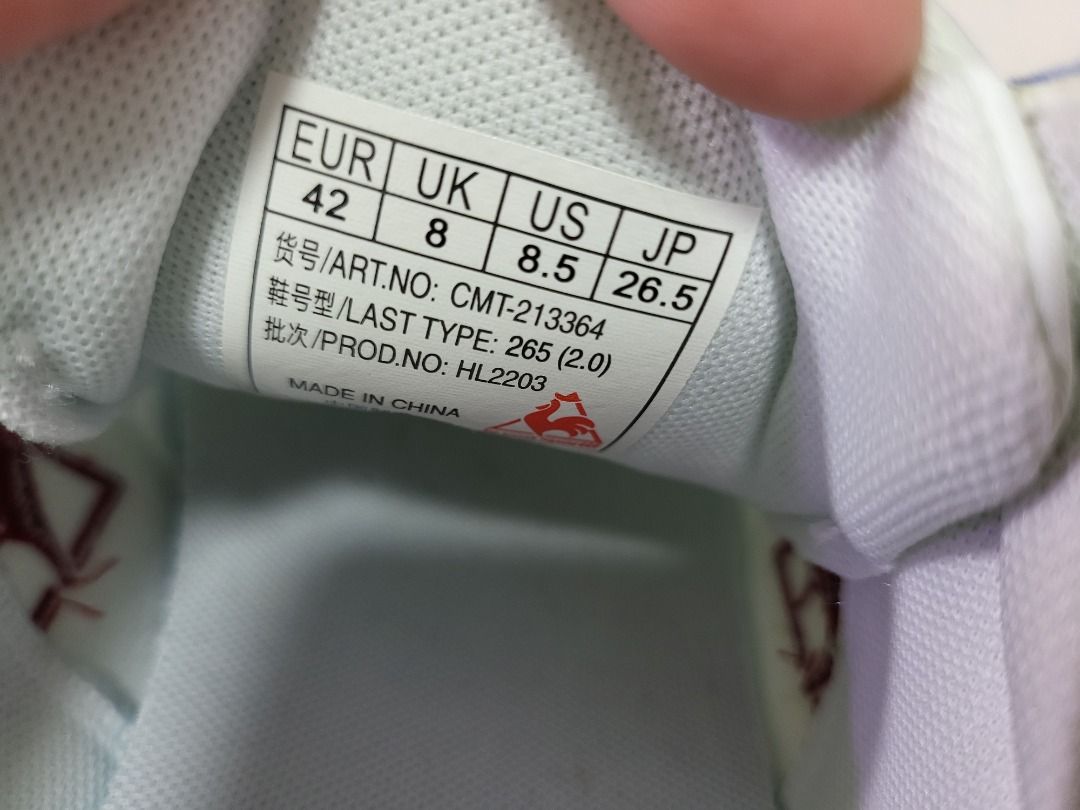 EUR UK US JP
42 8 8.5 26.5
货号/ART.NO: CMT-213364
楦号型/LAST TYPE: 265 (2.0)
批次/PROD.NO: HL2203
MADE IN CHINA